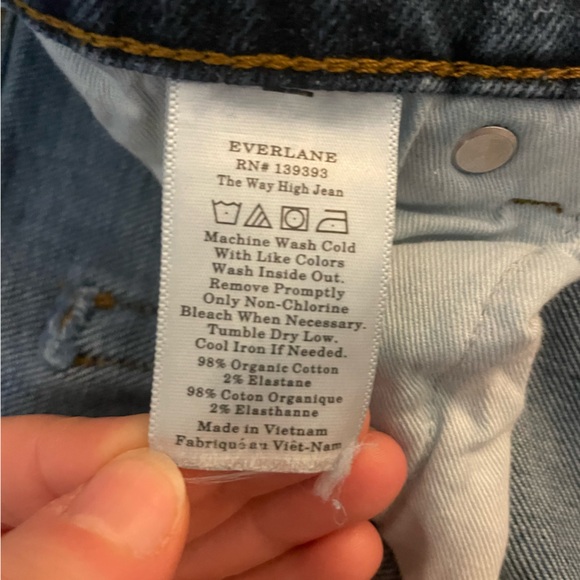 EVERLANE
RN# 139393
The Way High Jean
Machine Wash Cold
With Like Colors
Wash Inside Out.
Remove Promptly
Only Non-Chlorine
Bleach When Necessary.
Tumble Dry Low.
Cool Iron If Needed.
98% Organic Cotton
2% Elastane
98% Coton Organique
2% Elasthanne
Made in Vietnam
Fabriqué au Viêt-Nam